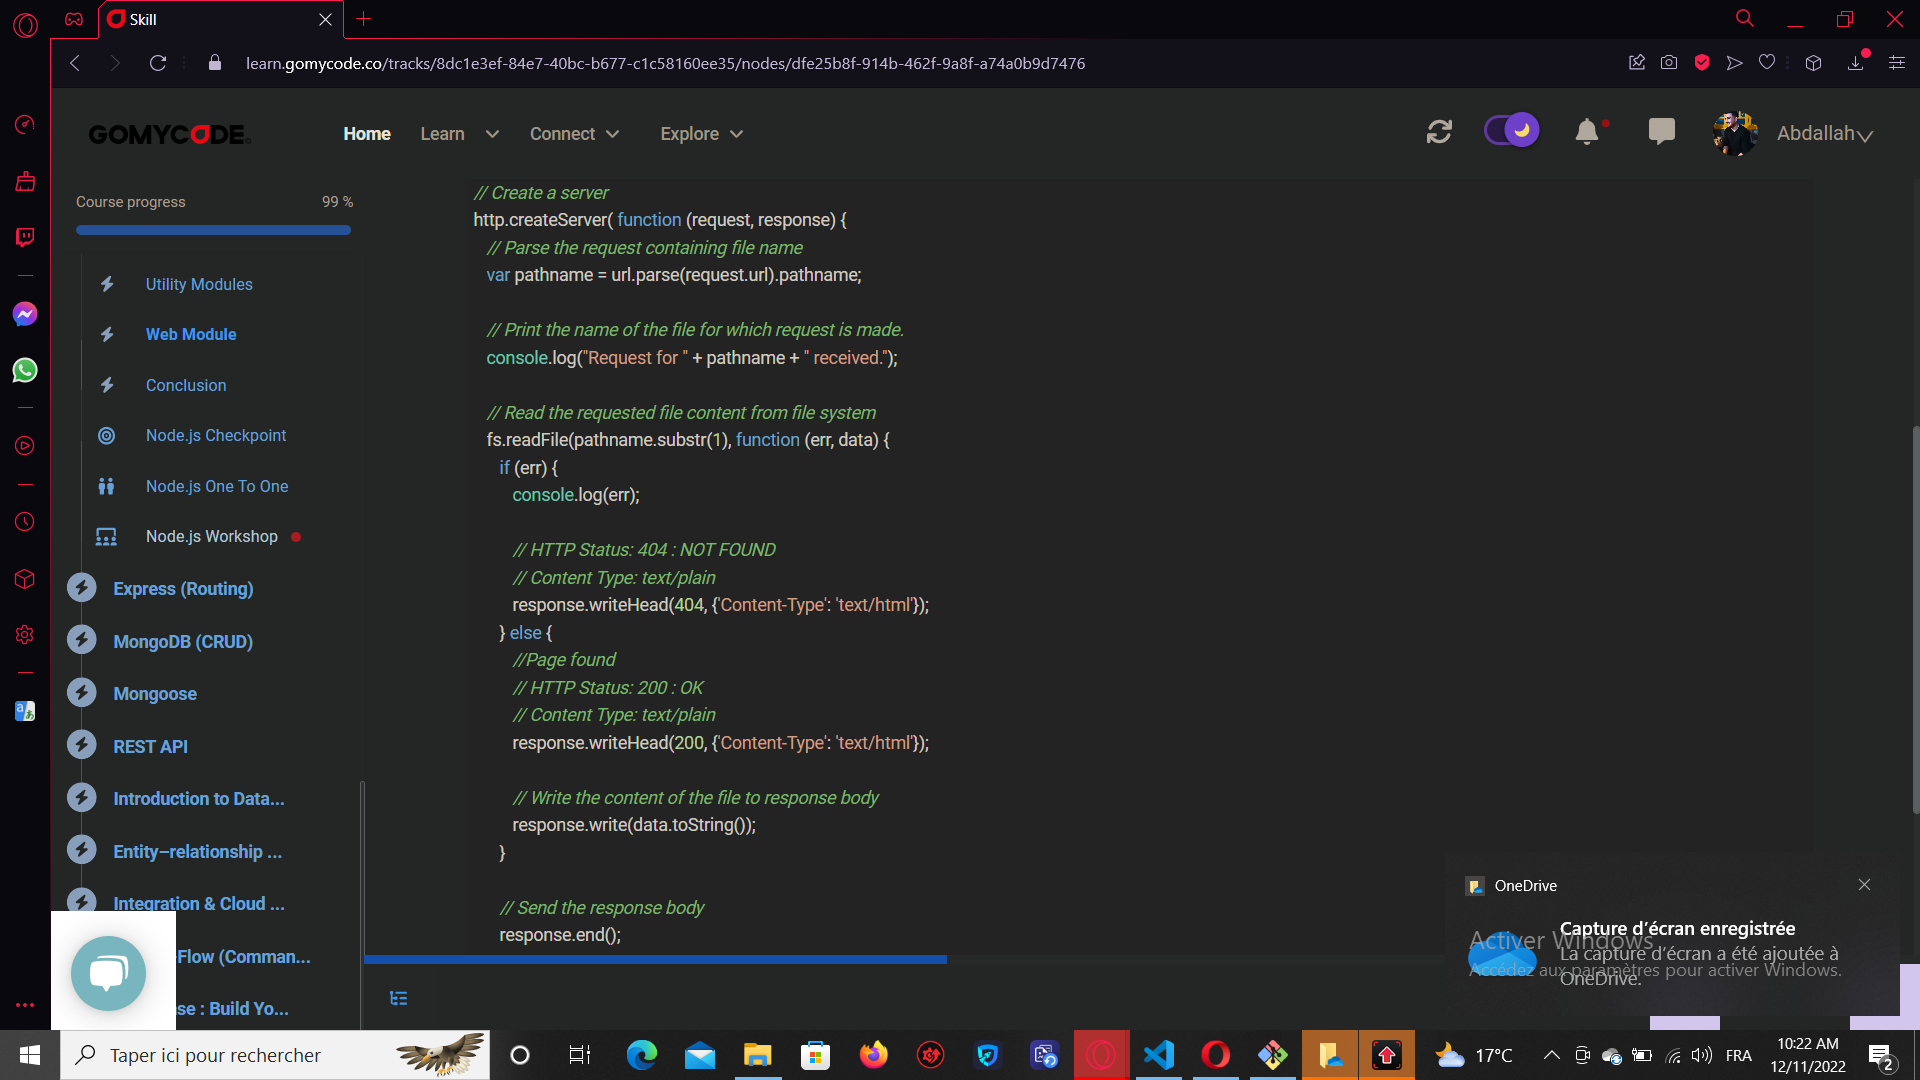 Skill
learn.gomycode.co/tracks/8dc1e3ef-84e7-40bc-b677-c1c58160ee35/nodes/dfe25b8f-914b-462f-9a8f-a74a0b9d7476
GOMYCODE
Home
Learn
Connect
Explore
Abdallah
Course progress
99 %
Utility Modules
Web Module
Conclusion
Node.js Checkpoint
Node.js One To One
Node.js Workshop
Express (Routing)
MongoDB (CRUD)
Mongoose
REST API
Introduction to Data...
Entity–relationship ...
Integration & Cloud ...
-Flow (Comman...
se : Build Yo...
// Create a server
http.createServer( function (request, response) {
// Parse the request containing file name
var pathname = url.parse(request.url).pathname;
// Print the name of the file for which request is made.
console.log("Request for " + pathname + " received.");
// Read the requested file content from file system
fs.readFile(pathname.substr(1), function (err, data) {
if (err) {
console.log(err);
// HTTP Status: 404 : NOT FOUND
// Content Type: text/plain
response.writeHead(404, {'Content-Type': 'text/html'});
} else {
//Page found
// HTTP Status: 200 : OK
// Content Type: text/plain
response.writeHead(200, {'Content-Type': 'text/html'});
// Write the content of the file to response body
response.write(data.toString());
}
// Send the response body
response.end();
OneDrive
Capture d'écran enregistrée
La capture d'écran a été ajoutée à
OneDrive.
Activer Windows
Accédez aux paramètres pour activer Windows.
Taper ici pour rechercher
17°C
FRA
10:22 AM
12/11/2022
2